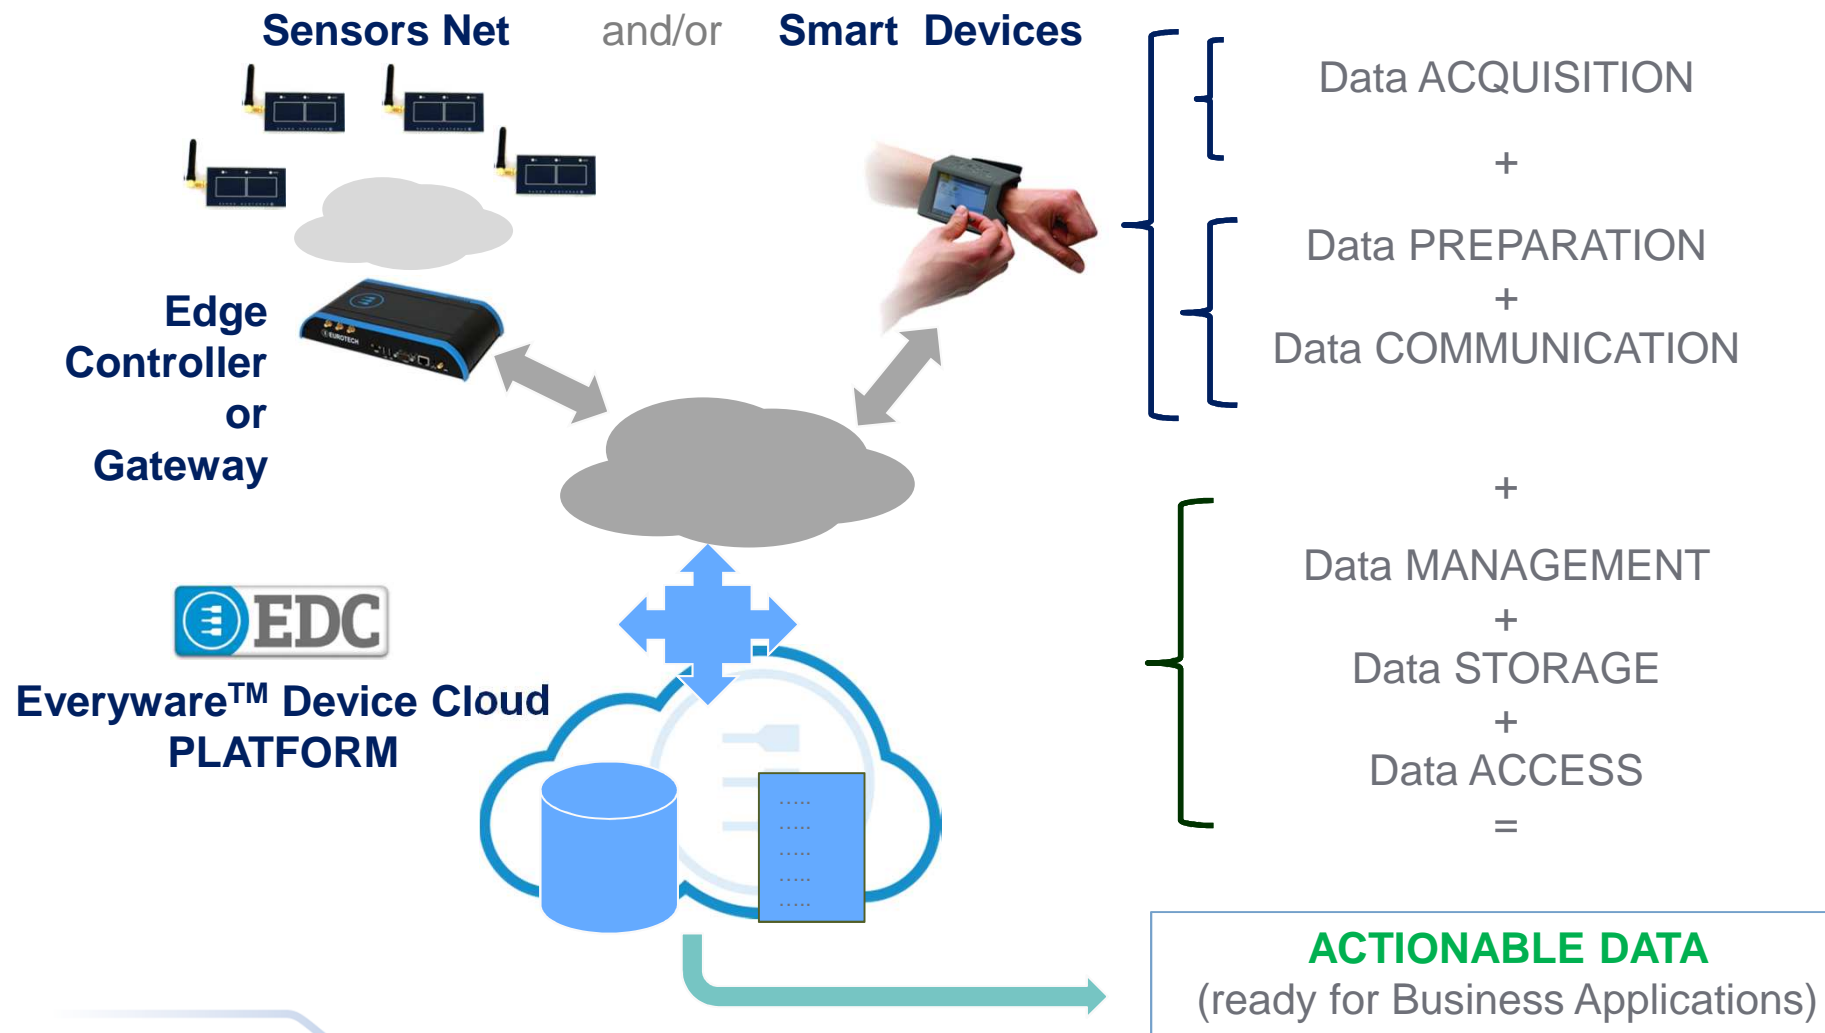 Sensors Net and/or Smart Devices
Edge
Controller
or
Gateway
EUROTECH
EDC
Everyware™ Device Cloud
PLATFORM
.....
.....
.....
.....
.....
Data ACQUISITION
+
Data PREPARATION
+
Data COMMUNICATION
+
Data MANAGEMENT
+
Data STORAGE
+
Data ACCESS
=
ACTIONABLE DATA
(ready for Business Applications)